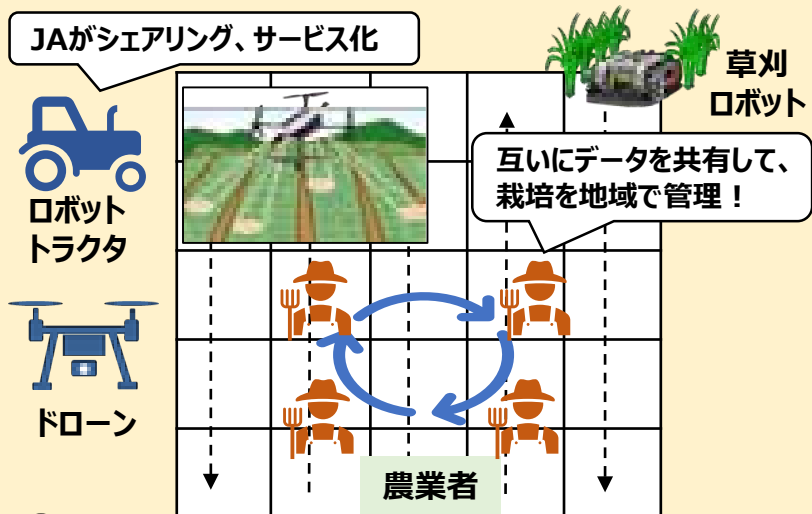 JAがシェアリング、サービス化
草刈
ロボット
互いにデータを共有して、
栽培を地域で管理！
ロボット
トラクタ
ドローン
農業者